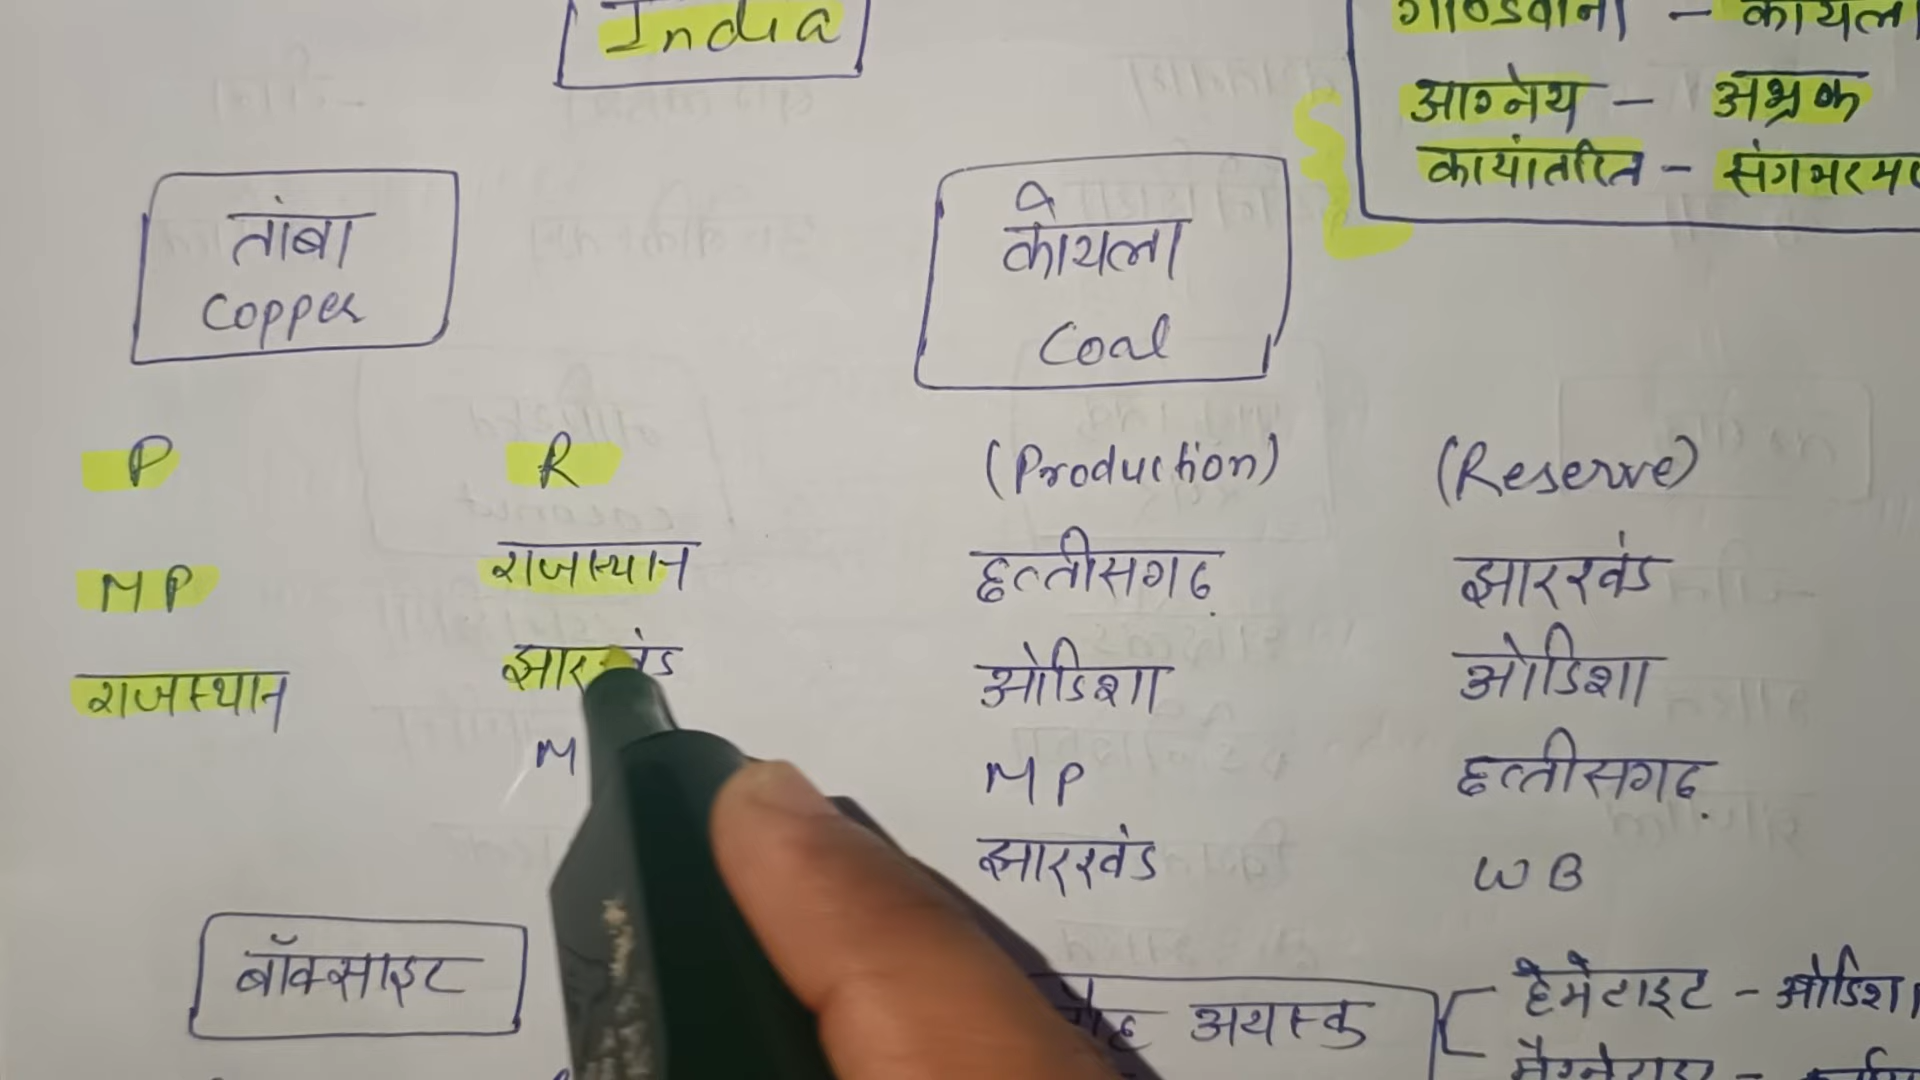 India
गोण्डवाना – कोयला
आग्नेय – अभ्रक
कायांतरित – संगमरमर
तांबा
Copper
कोयला
Coal
P R
(Production) (Reserve)
MP राजस्थान
छत्तीसगढ़ झारखंड
राजस्थान झारखंड
ओडिशा ओडिशा
M
MP छत्तीसगढ़
झारखंड WB
बॉक्साइट
अयस्क
हेमेटाइट – ओडिशा